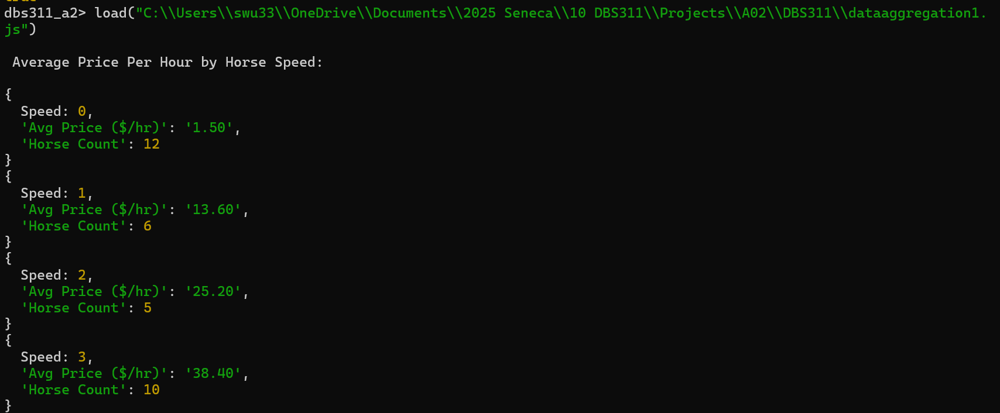 dbs311_a2> load("C:\\Users\\swu33\\OneDrive\\Documents\\2025 Seneca\\10 DBS311\\Projects\\A02\\DBS311\\dataaggregation1.
js")
Average Price Per Hour by Horse Speed:
{
Speed: 0,
'Avg Price ($/hr)': '1.50',
'Horse Count': 12
}
{
Speed: 1,
'Avg Price ($/hr)': '13.60',
'Horse Count': 6
}
{
Speed: 2,
'Avg Price ($/hr)': '25.20',
'Horse Count': 5
}
{
Speed: 3,
'Avg Price ($/hr)': '38.40',
'Horse Count': 10
}